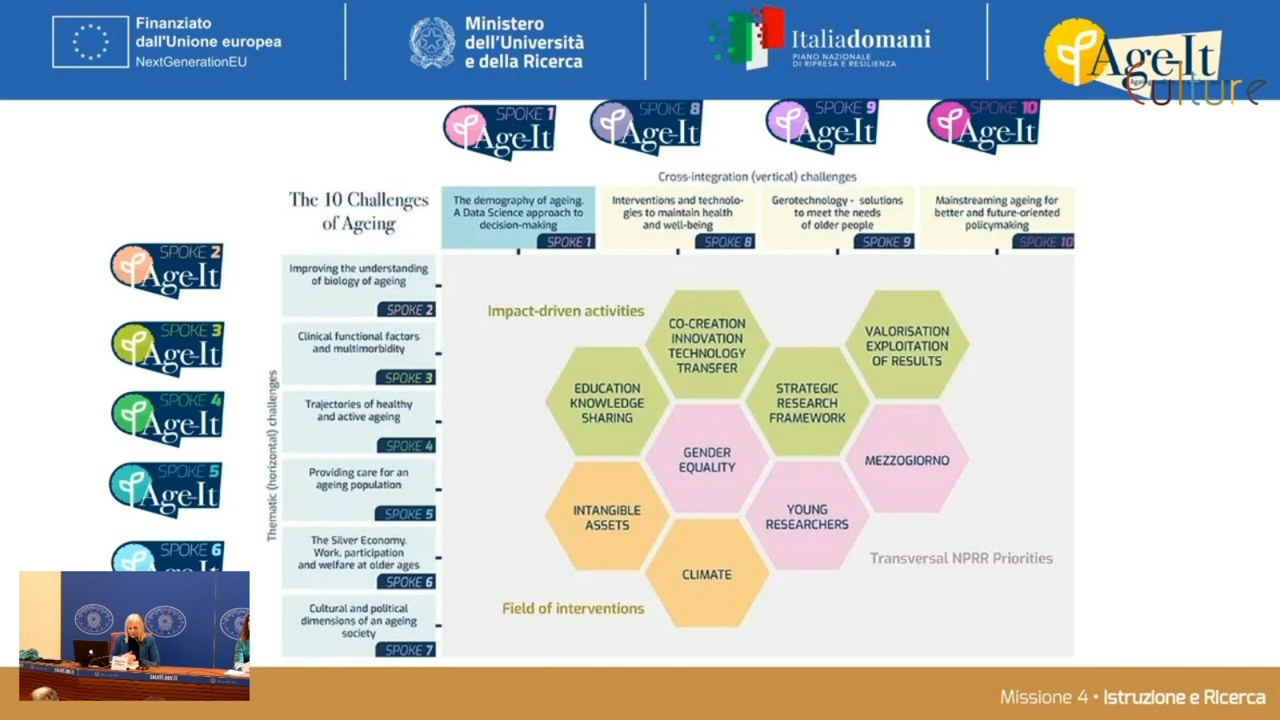 Finanziato
dall'Unione europea
NextGenerationEU
Ministero
dell'Università
e della Ricerca
Italiadomani
PIANO NAZIONALE
DI RIPRESA E RESILIENZA
Age-It
Culture
SPOKE 1
Age-It
SPOKE 8
Age-It
SPOKE 9
Age-It
SPOKE 10
Age-It
Cross-integration (vertical) challenges
The 10 Challenges
of Ageing
The demography of ageing.
A Data Science approach to
decision-making
SPOKE 1
Interventions and technolo-
gies to maintain health
and well-being
SPOKE 8
Gerotechnology - solutions
to meet the needs
of older people
SPOKE 9
Mainstreaming ageing for
better and future-oriented
policymaking
SPOKE 10
SPOKE 2
Age-It
SPOKE 3
Age-It
SPOKE 4
Age-It
SPOKE 5
Age-It
SPOKE 6
Age-It
Thematic (horizontal) challenges
Improving the understanding
of biology of ageing
SPOKE 2
Clinical functional factors
and multimorbidity
SPOKE 3
Trajectories of healthy
and active ageing
SPOKE 4
Providing care for an
ageing population
SPOKE 5
The Silver Economy.
Work, participation
and welfare at older ages
SPOKE 6
Cultural and political
dimensions of an ageing
society
SPOKE 7
Impact-driven activities
CO-CREATION
INNOVATION
TECHNOLOGY
TRANSFER
VALORISATION
EXPLOITATION
OF RESULTS
EDUCATION
KNOWLEDGE
SHARING
STRATEGIC
RESEARCH
FRAMEWORK
GENDER
EQUALITY
MEZZOGIORNO
INTANGIBLE
ASSETS
YOUNG
RESEARCHERS
CLIMATE
Transversal NPRR Priorities
Field of interventions
Missione 4 • Istruzione e Ricerca